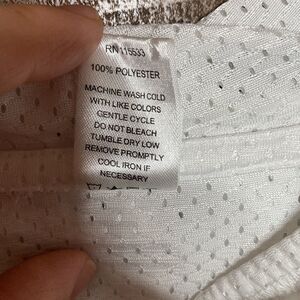 RN 115533
100% POLYESTER
MACHINE WASH COLD
WITH LIKE COLORS
GENTLE CYCLE
DO NOT BLEACH
TUMBLE DRY LOW
REMOVE PROMPTLY
COOL IRON IF
NECESSARY